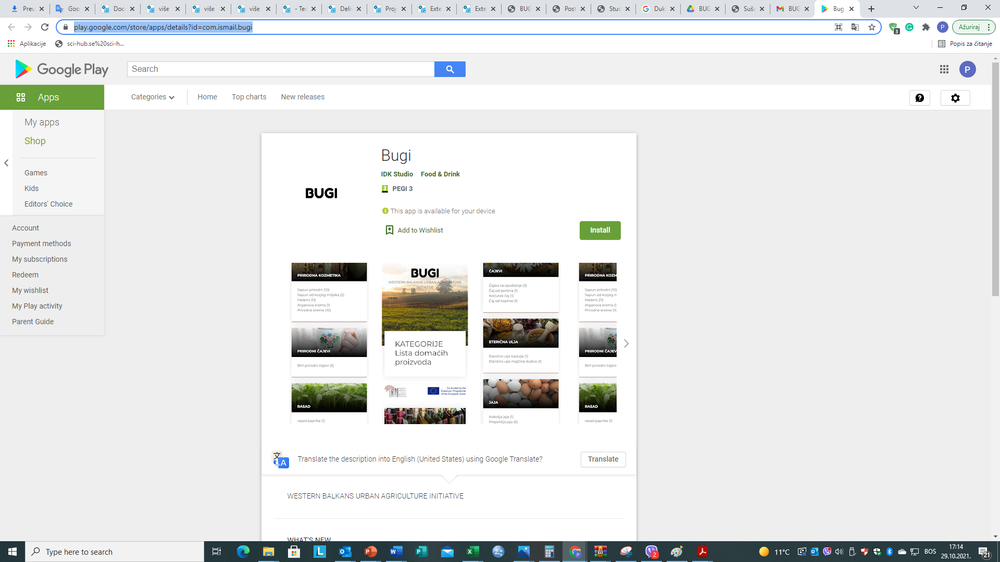 Preu
Goo
Docu
više
više
više
- Tec
Deliv
Proj
Exte
Exte
BUG
Post
Stud
Duk
BUG
Suša
BUG
Bug
play.google.com/store/apps/details?id=com.ismail.bugi
3
P
Ažuriraj
Aplikacije
sci-hub.se%20sci-h...
Popis za čitanje
Google Play
Search
P
Apps
Categories
Home
Top charts
New releases
My apps
Shop
Games
Kids
Editors' Choice
Account
Payment methods
My subscriptions
Redeem
My wishlist
My Play activity
Parent Guide
BUGI
Bugi
IDK Studio
Food & Drink
3
PEGI 3
This app is available for your device
Add to Wishlist
Install
PRIRODNA KOZMETIKA
Sapun prirodni (10)
Sapun od kozjeg mlijeka (2)
Melemi (11)
Arganova krema (1)
Prirodne kreme (10)
PRIRODNI ČAJEVI
BIH prirodni čajevi (5)
RASAD
rasad paprike (1)
BUGI
WESTERN BALKANS URBAN AGRICULTURE
INITIATIVE
MENU
KATEGORIJE
Lista domaćih
proizvoda
Co-funded by the
Erasmus+ Programme
of the European Union
ČAJEVI
Čajevi za opuštanje (3)
Čaj od peršina (1)
Noćurak čaj (1)
Čaj od koprive (1)
ETERIČNA ULJA
Eterično ulje kadulje (1)
Eterično ulje majčine dušice (1)
JAJA
Kokošja jaja (1)
Prepeličja jaja (6)
PRIRODNA KOZM
Sapun prirodni (10)
Sapun od kozjeg m
Melemi (11)
Arganova krema (1
Prirodne kreme (10
PRIRODNI ČAJEVI
BIH prirodni čajevi
RASAD
rasad paprike (1)
Translate the description into English (United States) using Google Translate?
Translate
WESTERN BALKANS URBAN AGRICULTURE INITIATIVE
WHAT'S NEW
Type here to search
11°C
BOS
17:14
29.10.2021.
21
2